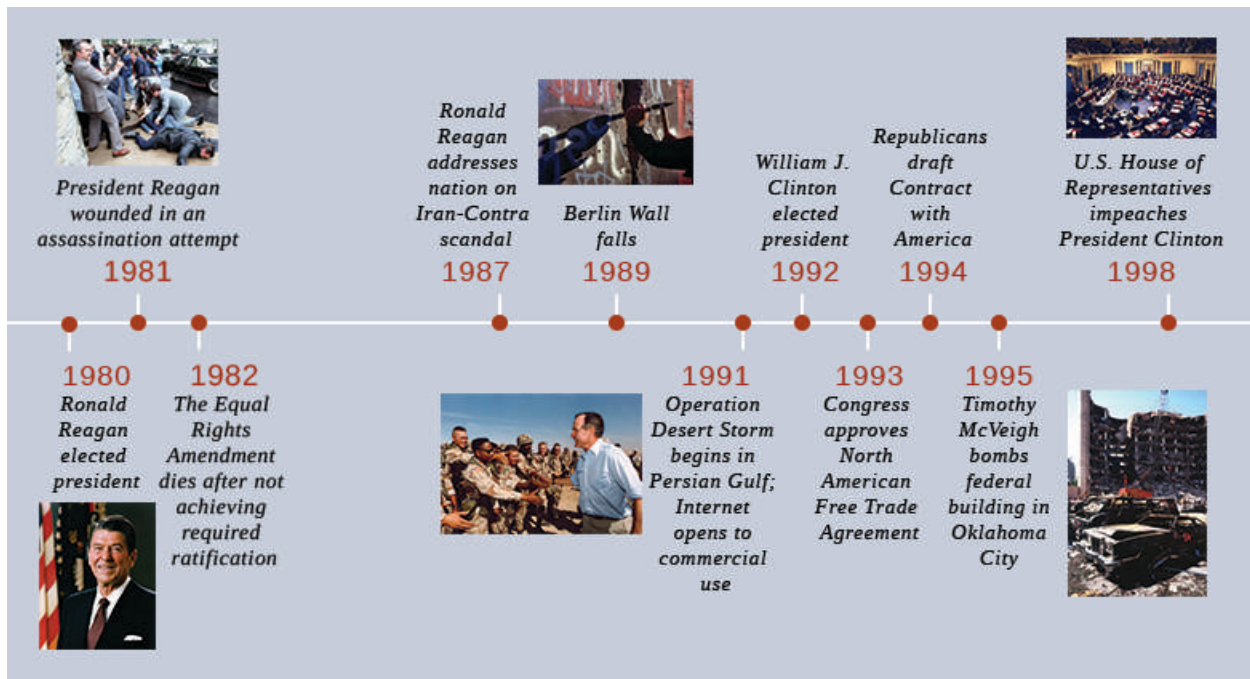 President Reagan
wounded in an
assassination attempt
1981
Ronald
Reagan
addresses
nation on
Iran-Contra
scandal
1987
Berlin Wall
falls
1989
William J.
Clinton
elected
president
1992
Republicans
draft
Contract
with
America
1994
U.S. House of
Representatives
impeaches
President Clinton
1998
1980
Ronald
Reagan
elected
president
1982
The Equal
Rights
Amendment
dies after not
achieving
required
ratification
1991
Operation
Desert Storm
begins in
Persian Gulf;
Internet
opens to
commercial
use
1993
Congress
approves
North
American
Free Trade
Agreement
1995
Timothy
McVeigh
bombs
federal
building in
Oklahoma
City